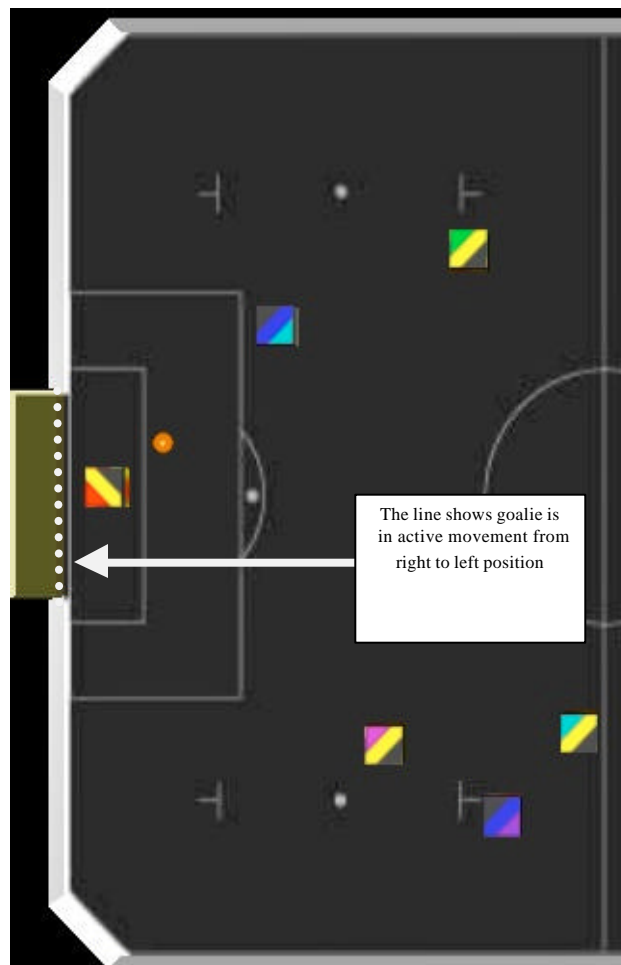 The line shows goalie is
in active movement from
right to left position